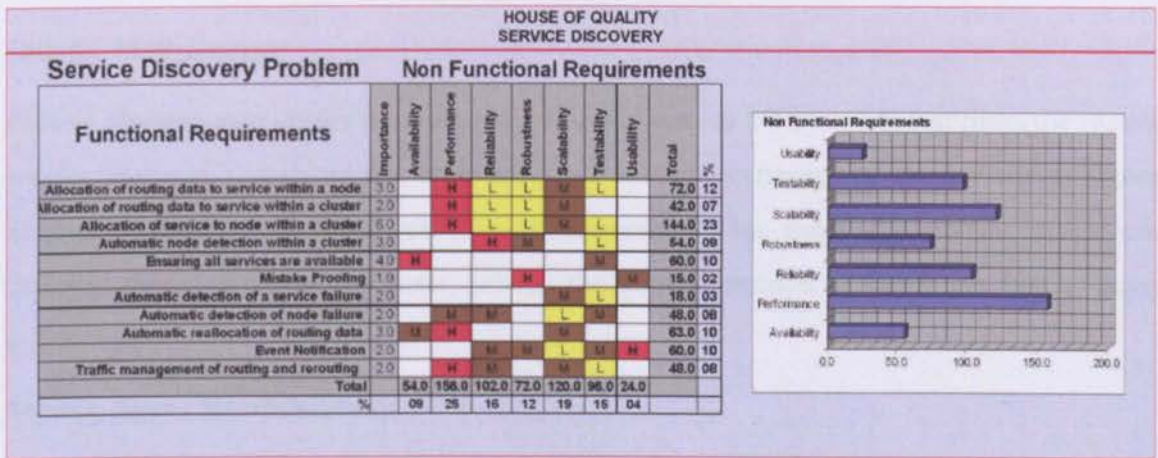 HOUSE OF QUALITY
SERVICE DISCOVERY
Service Discovery Problem Non Functional Requirements
Functional Requirements Importance Availability Performance Reliability Robustness Scalability Testability Usability Total %
Allocation of routing data to service within a node 3.0 H L L M L 72.0 12
Allocation of routing data to service within a cluster 2.0 H L L M 42.0 07
Allocation of service to node within a cluster 6.0 H L L M L 144.0 23
Automatic node detection within a cluster 3.0 H M L 54.0 09
Ensuring all services are available 4.0 H M 60.0 10
Mistake Proofing 1.0 H M 15.0 02
Automatic detection of a service failure 2.0 M L 18.0 03
Automatic detection of node failure 2.0 M M L M 48.0 08
Automatic reallocation of routing data 3.0 M H M 63.0 10
Event Notification 2.0 M M L M H 60.0 10
Traffic management of routing and rerouting 2.0 H M M L 48.0 08
Total 54.0 156.0 102.0 72.0 120.0 96.0 24.0
% 09 25 16 12 19 15 04
Non Functional Requirements
Usability
Testability
Scalability
Robustness
Reliability
Performance
Availability
0.0 50.0 100.0 150.0 200.0